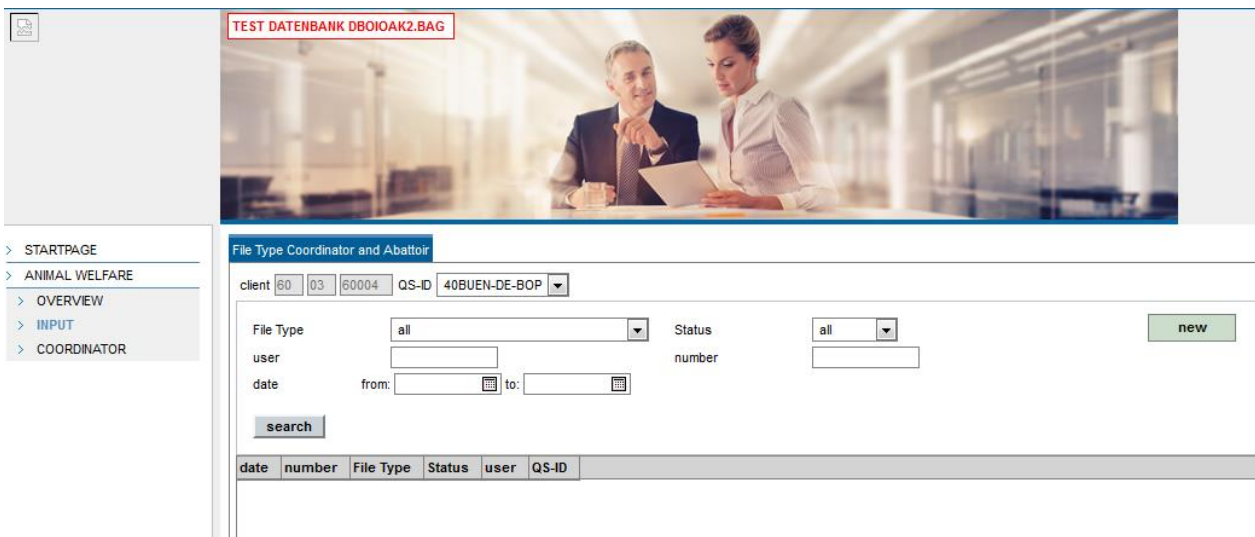 TEST DATENBANK DBOIOAK2.BAG
> STARTPAGE
> ANIMAL WELFARE
> OVERVIEW
> INPUT
> COORDINATOR
File Type Coordinator and Abattoir
client 60 03 60004 QS-ID 40BUEN-DE-BOP
File Type all Status all new
user number
date from: to:
search
date number File Type Status user QS-ID